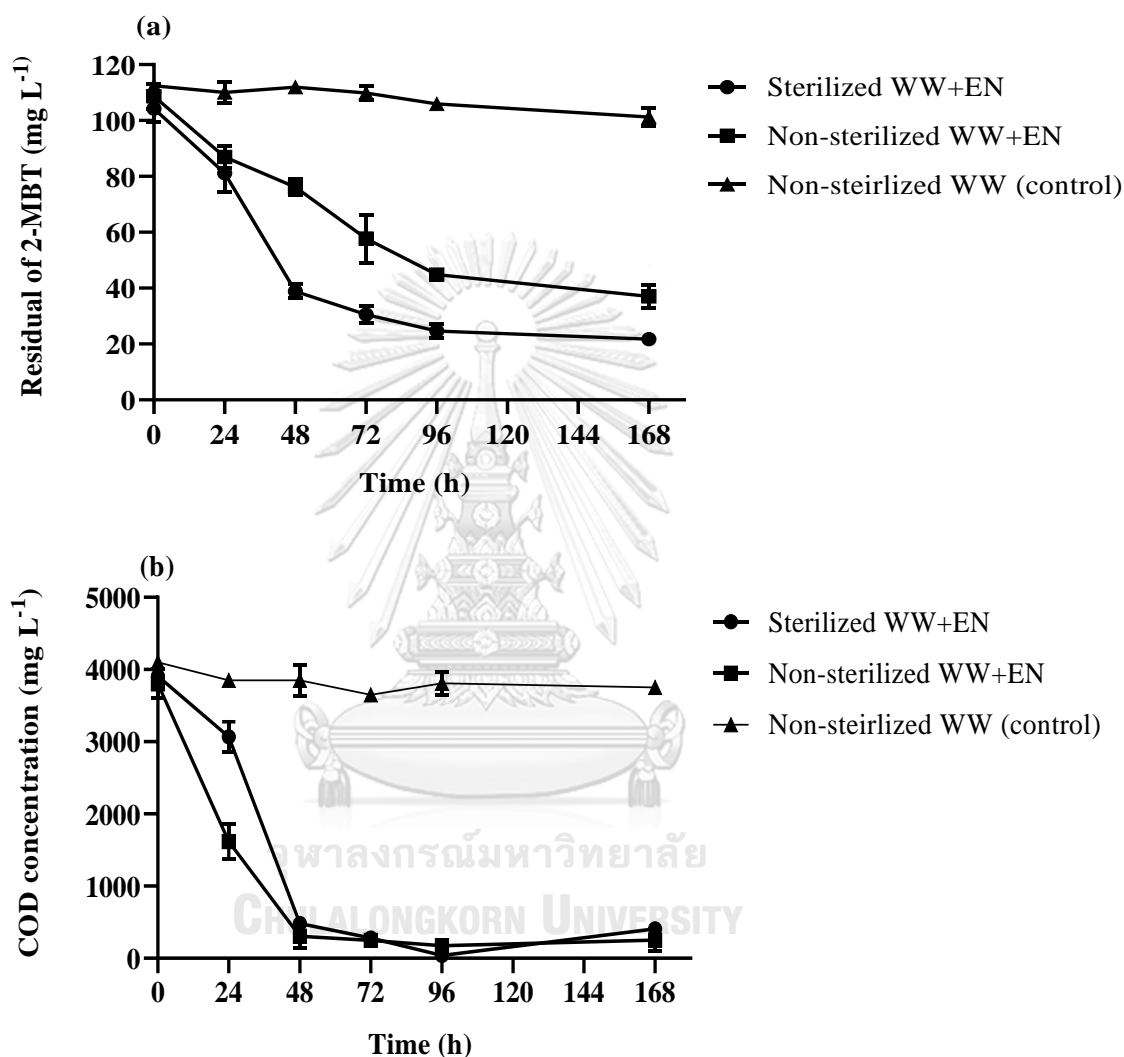 (a)
Residual of 2-MBT (mg L⁻¹)
120
100
80
60
40
20
0
0 24 48 72 96 120 144 168
Time (h)
Sterilized WW+EN
Non-sterilized WW+EN
Non-steirlized WW (control)
(b)
COD concentration (mg L⁻¹)
5000
4000
3000
2000
1000
0
0 24 48 72 96 120 144 168
Time (h)
Sterilized WW+EN
Non-sterilized WW+EN
Non-steirlized WW (control)
จุฬาลงกรณ์มหาวิทยาลัย
CHULALONGKORN UNIVERSITY